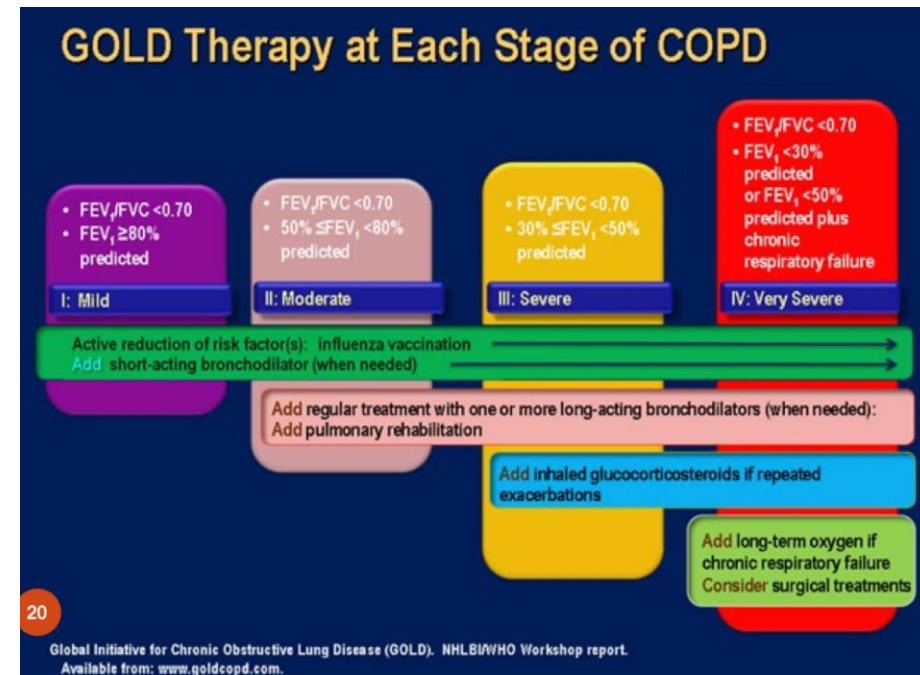 GOLD Therapy at Each Stage of COPD
• FEV₁/FVC <0.70
• FEV₁ ≥80%
predicted
I: Mild
• FEV₁/FVC <0.70
• 50% ≤FEV₁ <80%
predicted
II: Moderate
• FEV₁/FVC <0.70
• 30% ≤FEV₁ <50%
predicted
III: Severe
• FEV₁/FVC <0.70
• FEV₁ <30%
predicted
or FEV₁ <50%
predicted plus
chronic
respiratory failure
IV: Very Severe
Active reduction of risk factor(s): influenza vaccination
Add short-acting bronchodilator (when needed)
Add regular treatment with one or more long-acting bronchodilators (when needed):
Add pulmonary rehabilitation
Add inhaled glucocorticosteroids if repeated
exacerbations
Add long-term oxygen if
chronic respiratory failure
Consider surgical treatments
20
Global Initiative for Chronic Obstructive Lung Disease (GOLD). NHLBI/WHO Workshop report.
Available from: www.goldcopd.com.